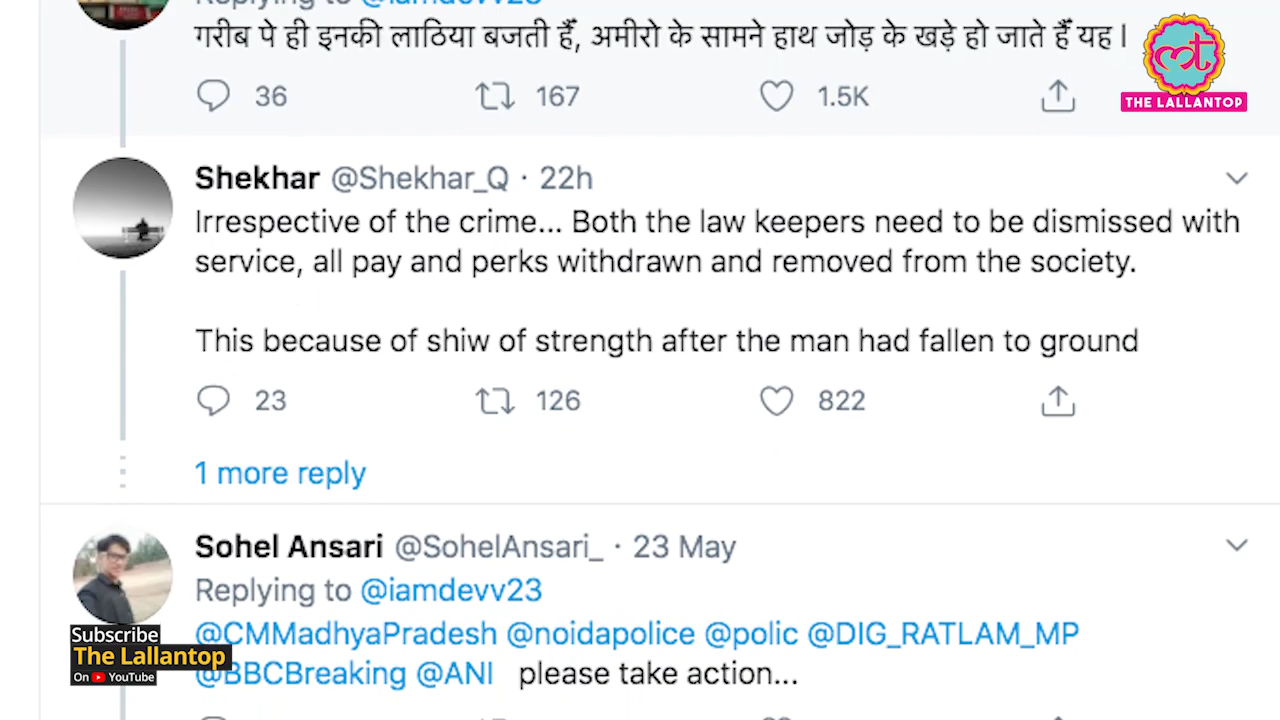 Replying to @iamdevv23
गरीब पे ही इनकी लाठिया बजती हैं, अमीरो के सामने हाथ जोड़ के खड़े हो जाते हैं यह।
36 167 1.5K
THE LALLANTOP
Shekhar @Shekhar_Q · 22h
Irrespective of the crime... Both the law keepers need to be dismissed with
service, all pay and perks withdrawn and removed from the society.
This because of shiw of strength after the man had fallen to ground
23 126 822
1 more reply
Sohel Ansari @SohelAnsari_ · 23 May
Replying to @iamdevv23
@CMMadhyaPradesh @noidapolice @polic @DIG_RATLAM_MP
@BBCBreaking @ANI please take action...
Subscribe
The Lallantop
On YouTube